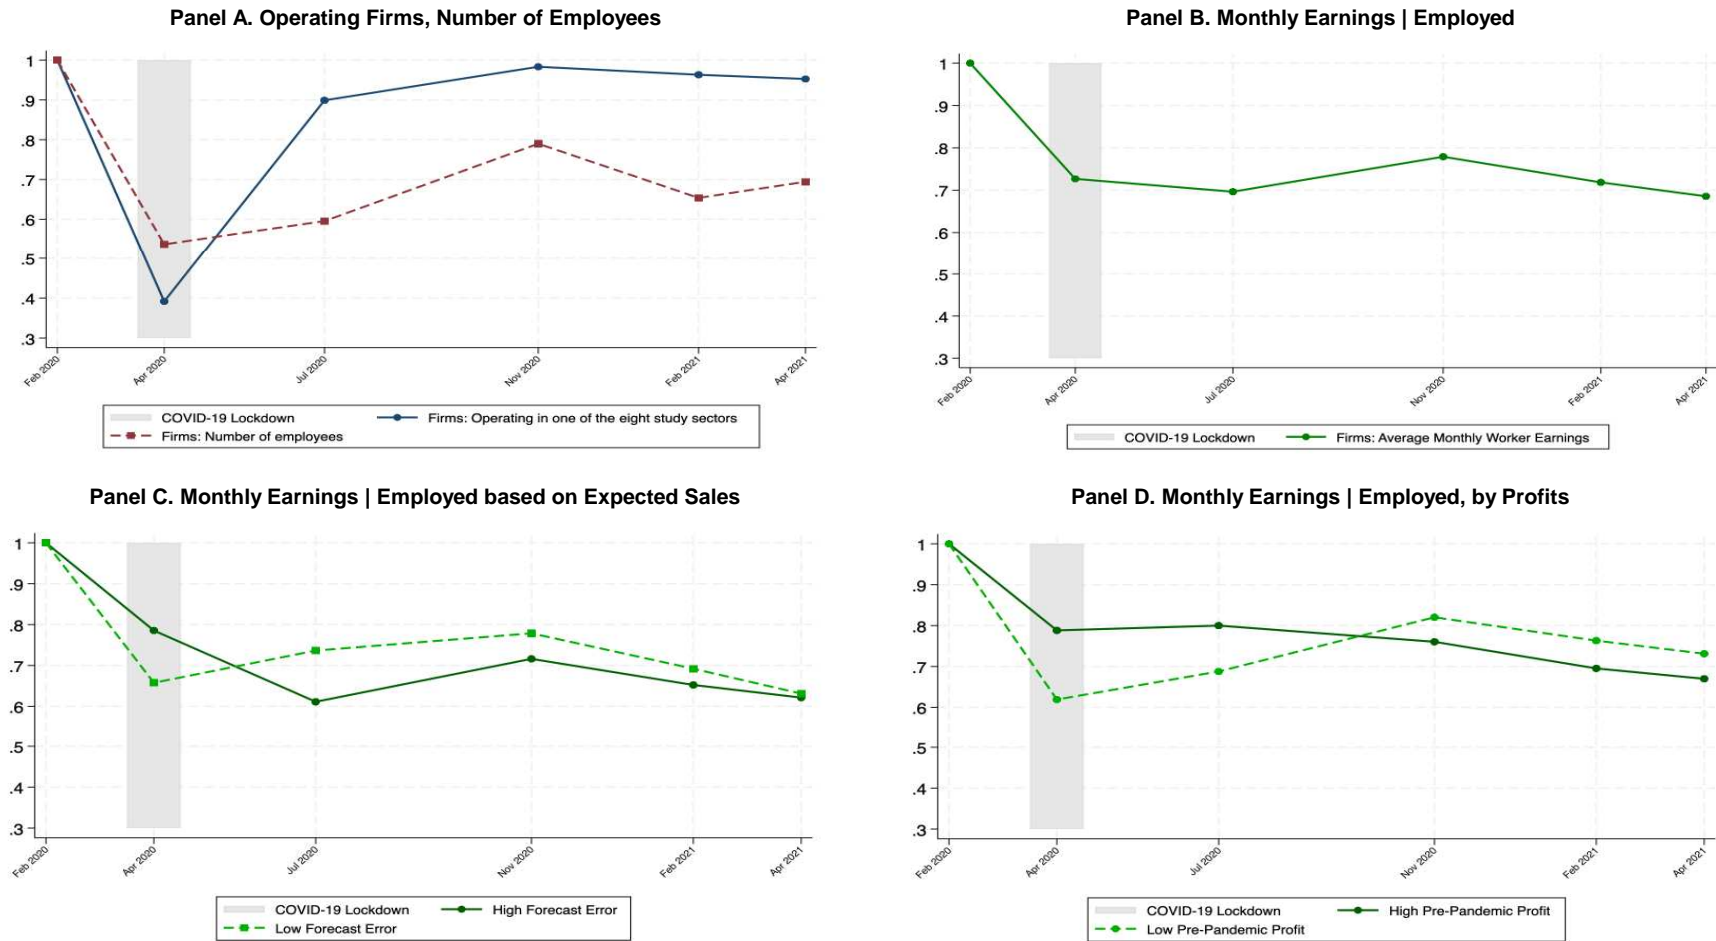 Panel A. Operating Firms, Number of Employees
1
.9
.8
.7
.6
.5
.4
.3
Feb 2020
Apr 2020
Jul 2020
Nov 2020
Feb 2021
Apr 2021
COVID-19 Lockdown
Firms: Operating in one of the eight study sectors
Firms: Number of employees
Panel B. Monthly Earnings | Employed
1
.9
.8
.7
.6
.5
.4
.3
Feb 2020
Apr 2020
Jul 2020
Nov 2020
Feb 2021
Apr 2021
COVID-19 Lockdown
Firms: Average Monthly Worker Earnings
Panel C. Monthly Earnings | Employed based on Expected Sales
1
.9
.8
.7
.6
.5
.4
.3
Feb 2020
Apr 2020
Jul 2020
Nov 2020
Feb 2021
Apr 2021
COVID-19 Lockdown
High Forecast Error
Low Forecast Error
Panel D. Monthly Earnings | Employed, by Profits
1
.9
.8
.7
.6
.5
.4
.3
Feb 2020
Apr 2020
Jul 2020
Nov 2020
Feb 2021
Apr 2021
COVID-19 Lockdown
High Pre-Pandemic Profit
Low Pre-Pandemic Profit